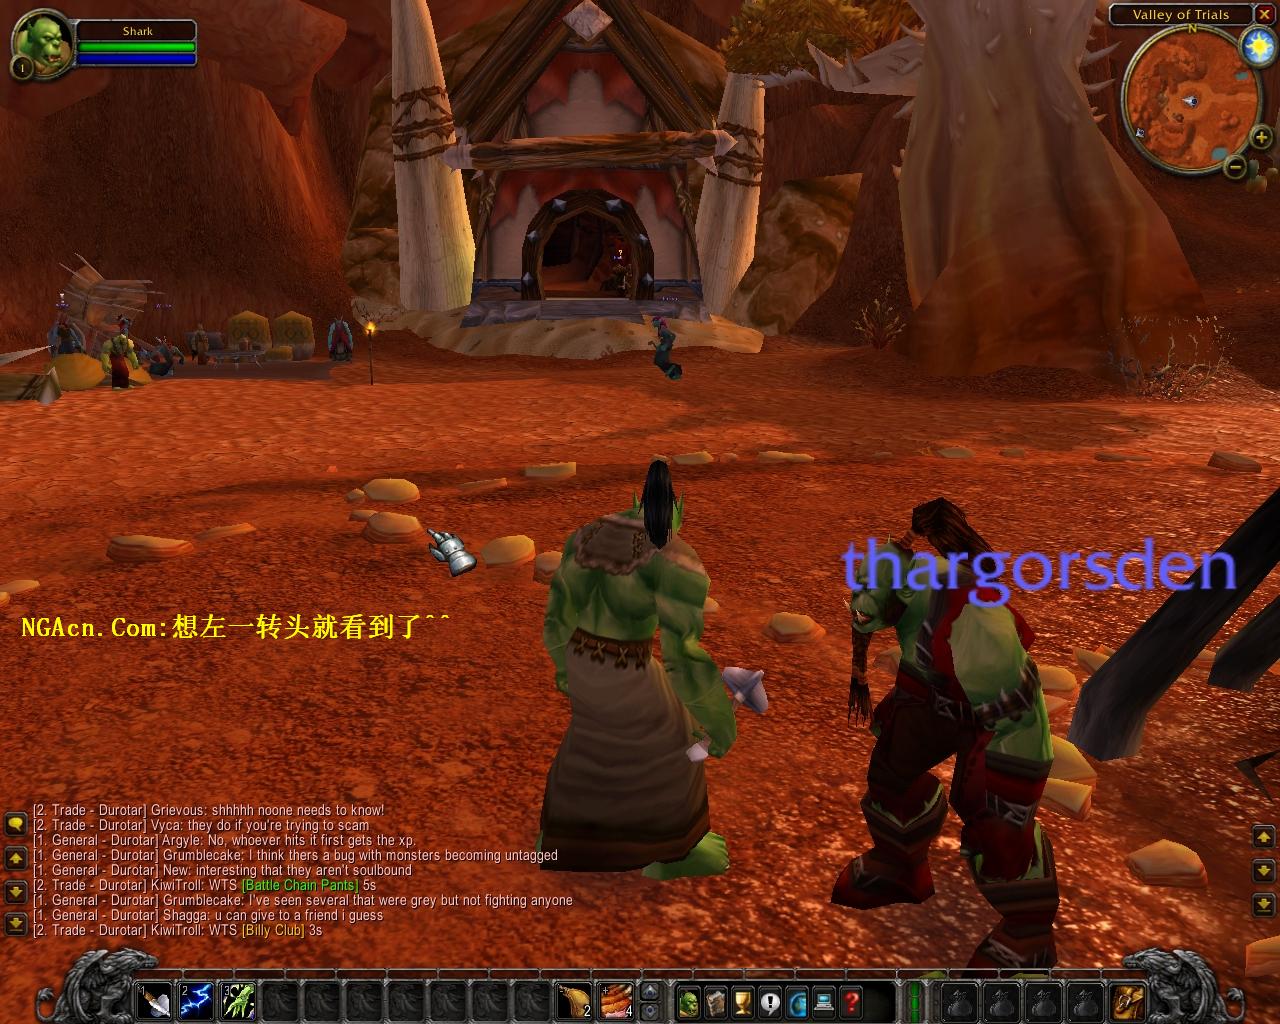 Shark
1
Valley of Trials
N
thargorsden
NGAcn.Com:想左一转头就看到了^^
[2. Trade - Durotar] Grievous: shhhhh noone needs to know!
[2. Trade - Durotar] Vyca: they do if you're trying to scam
[1. General - Durotar] Argyle: No, whoever hits it first gets the xp.
[1. General - Durotar] Grumblecake: I think thers a bug with monsters becoming untagged
[1. General - Durotar] New: interesting that they aren't soulbound
[2. Trade - Durotar] KiwiTroll: WTS [Battle Chain Pants] 5s
[1. General - Durotar] Grumblecake: I've seen several that were grey but not fighting anyone
[1. General - Durotar] Shagga: u can give to a friend i guess
[2. Trade - Durotar] KiwiTroll: WTS [Billy Club] 3s
1 2 3 2 4